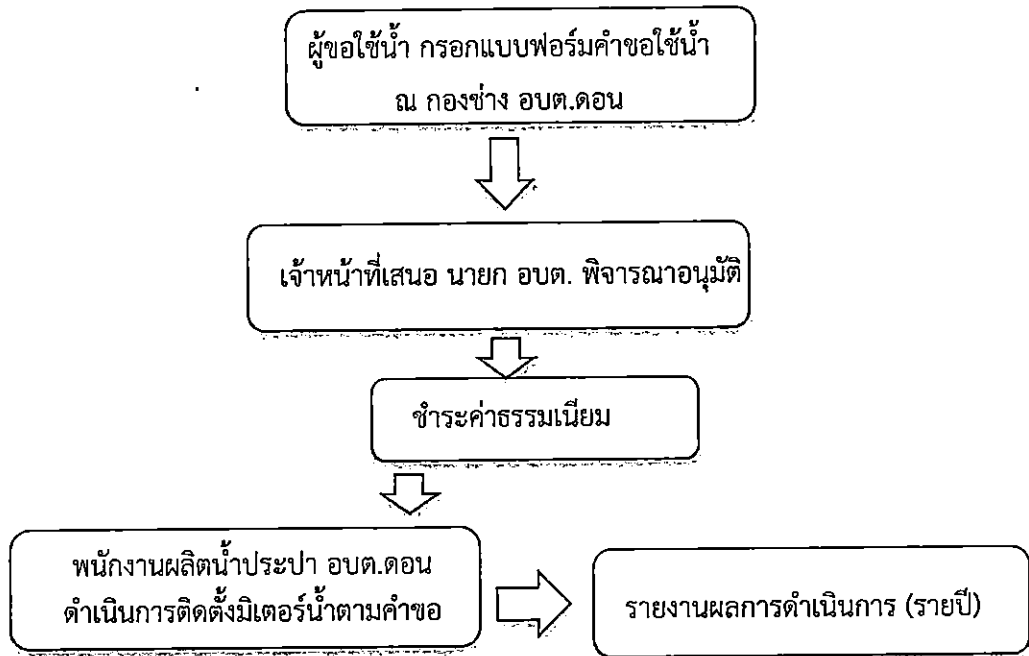 ผู้ขอใช้น้ำ กรอกแบบฟอร์มคำขอใช้น้ำ
ณ กองช่าง อบต.ดอน
เจ้าหน้าที่เสนอ นายก อบต. พิจารณาอนุมัติ
ชำระค่าธรรมเนียม
พนักงานผลิตน้ำประปา อบต.ดอน
ดำเนินการติดตั้งมิเตอร์น้ำตามคำขอ
รายงานผลการดำเนินการ (รายปี)